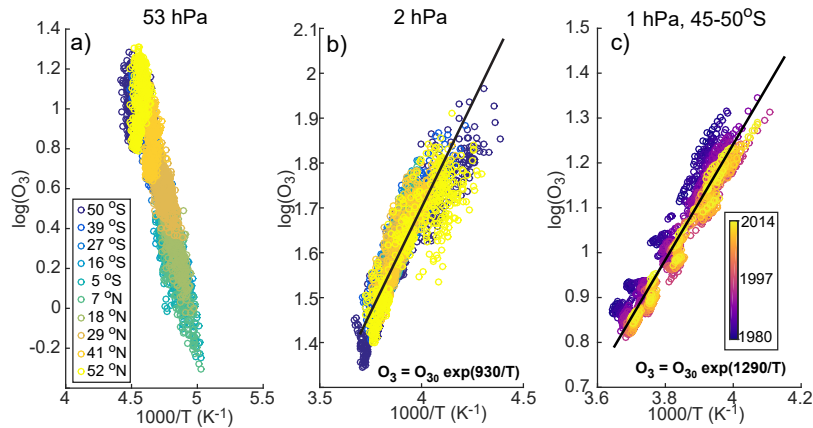 53 hPa
a)
log(O₃)
1.4
1.2
1
0.8
0.6
0.4
0.2
0
-0.2
4
4.5
5
5.5
1000/T (K⁻¹)
50 °S
39 °S
27 °S
16 °S
5 °S
7 °N
18 °N
29 °N
41 °N
52 °N
2 hPa
b)
log(O₃)
2.1
2
1.9
1.8
1.7
1.6
1.5
1.4
1.3
3.5
4
4.5
1000/T (K⁻¹)
O₃ = O₃₀ exp(930/T)
1 hPa, 45-50°S
c)
log(O₃)
1.5
1.4
1.3
1.2
1.1
1
0.9
0.8
0.7
3.6
3.8
4
4.2
1000/T (K⁻¹)
2014
1997
1980
O₃ = O₃₀ exp(1290/T)